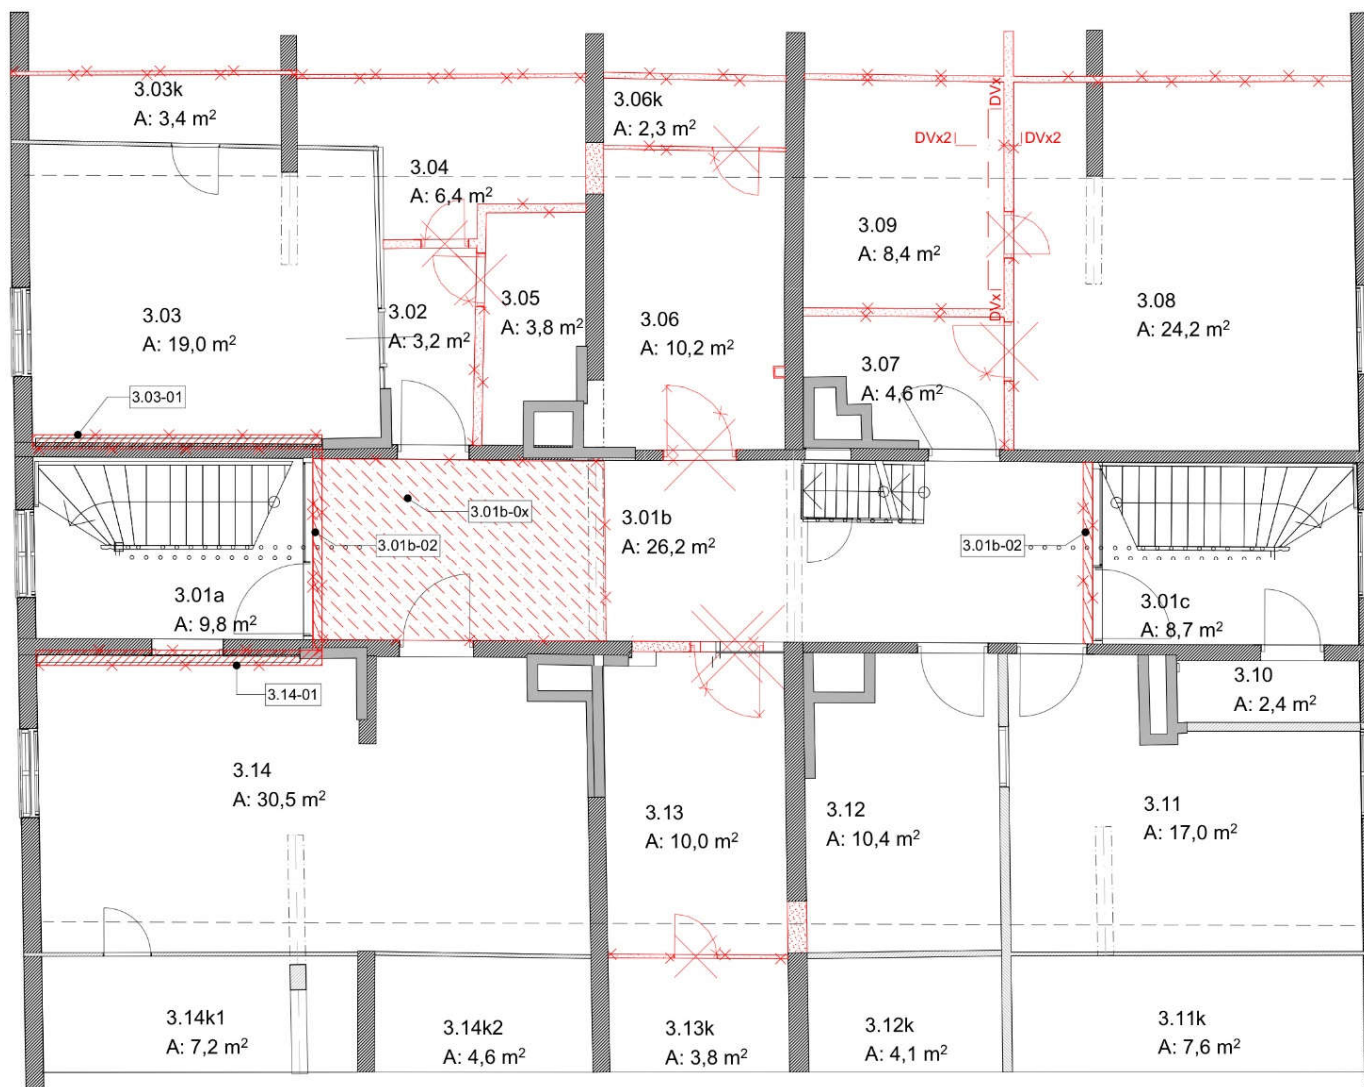 3.03k
A: 3,4 m²
3.06k
A: 2,3 m²
DVx
DVx2
DVx2
3.04
A: 6,4 m²
3.09
A: 8,4 m²
3.05
A: 3,8 m²
DVx
3.08
A: 24,2 m²
3.03
A: 19,0 m²
3.02
A: 3,2 m²
3.06
A: 10,2 m²
3.07
A: 4,6 m²
3.03-01
3.01b-0x
3.01b
A: 26,2 m²
3.01b-02
3.01b-02
3.01a
A: 9,8 m²
3.01c
A: 8,7 m²
3.14-01
3.10
A: 2,4 m²
3.14
A: 30,5 m²
3.13
A: 10,0 m²
3.12
A: 10,4 m²
3.11
A: 17,0 m²
3.14k1
A: 7,2 m²
3.14k2
A: 4,6 m²
3.13k
A: 3,8 m²
3.12k
A: 4,1 m²
3.11k
A: 7,6 m²